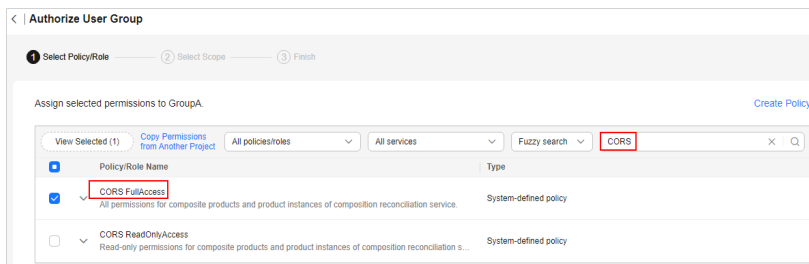 < | Authorize User Group
1 Select Policy/Role 2 Select Scope 3 Finish
Assign selected permissions to GroupA. Create Policy
View Selected (1) Copy Permissions from Another Project All policies/roles All services Fuzzy search CORS
Policy/Role Name Type
CORS FullAccess
All permissions for composite products and product instances of composition reconciliation service. System-defined policy
CORS ReadOnlyAccess
Read-only permissions for composite products and product instances of composition reconciliation s... System-defined policy